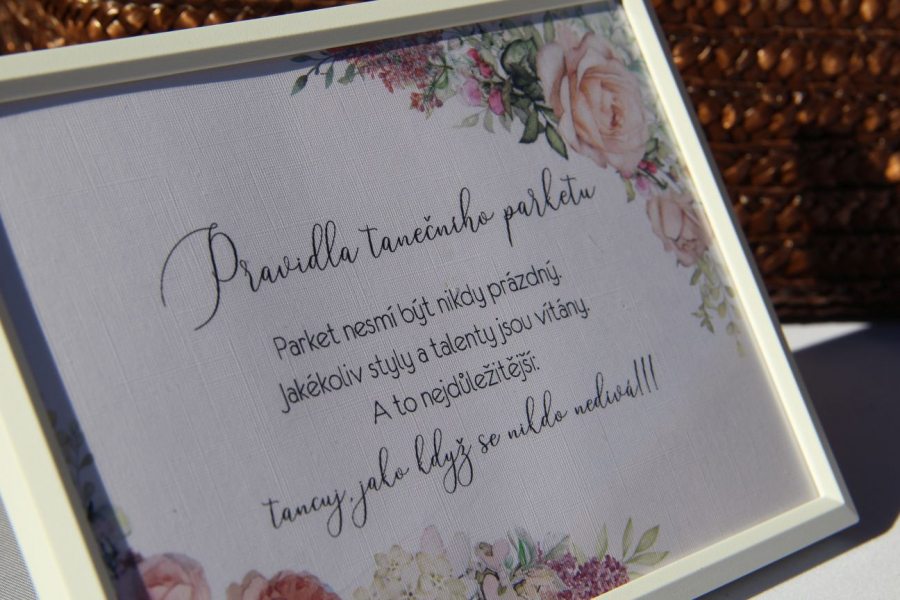 Pravidla tanečního parketu
Parket nesmí být nikdy prázdný.
Jakékoliv styly a talenty jsou vítány.
A to nejdůležitější:
tancuj, jako když se nikdo nedívá!!!